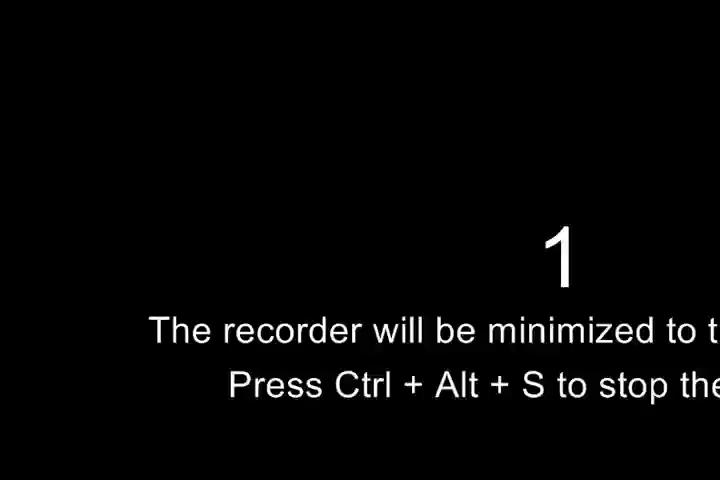 1
The recorder will be minimized to t
Press Ctrl + Alt + S to stop the